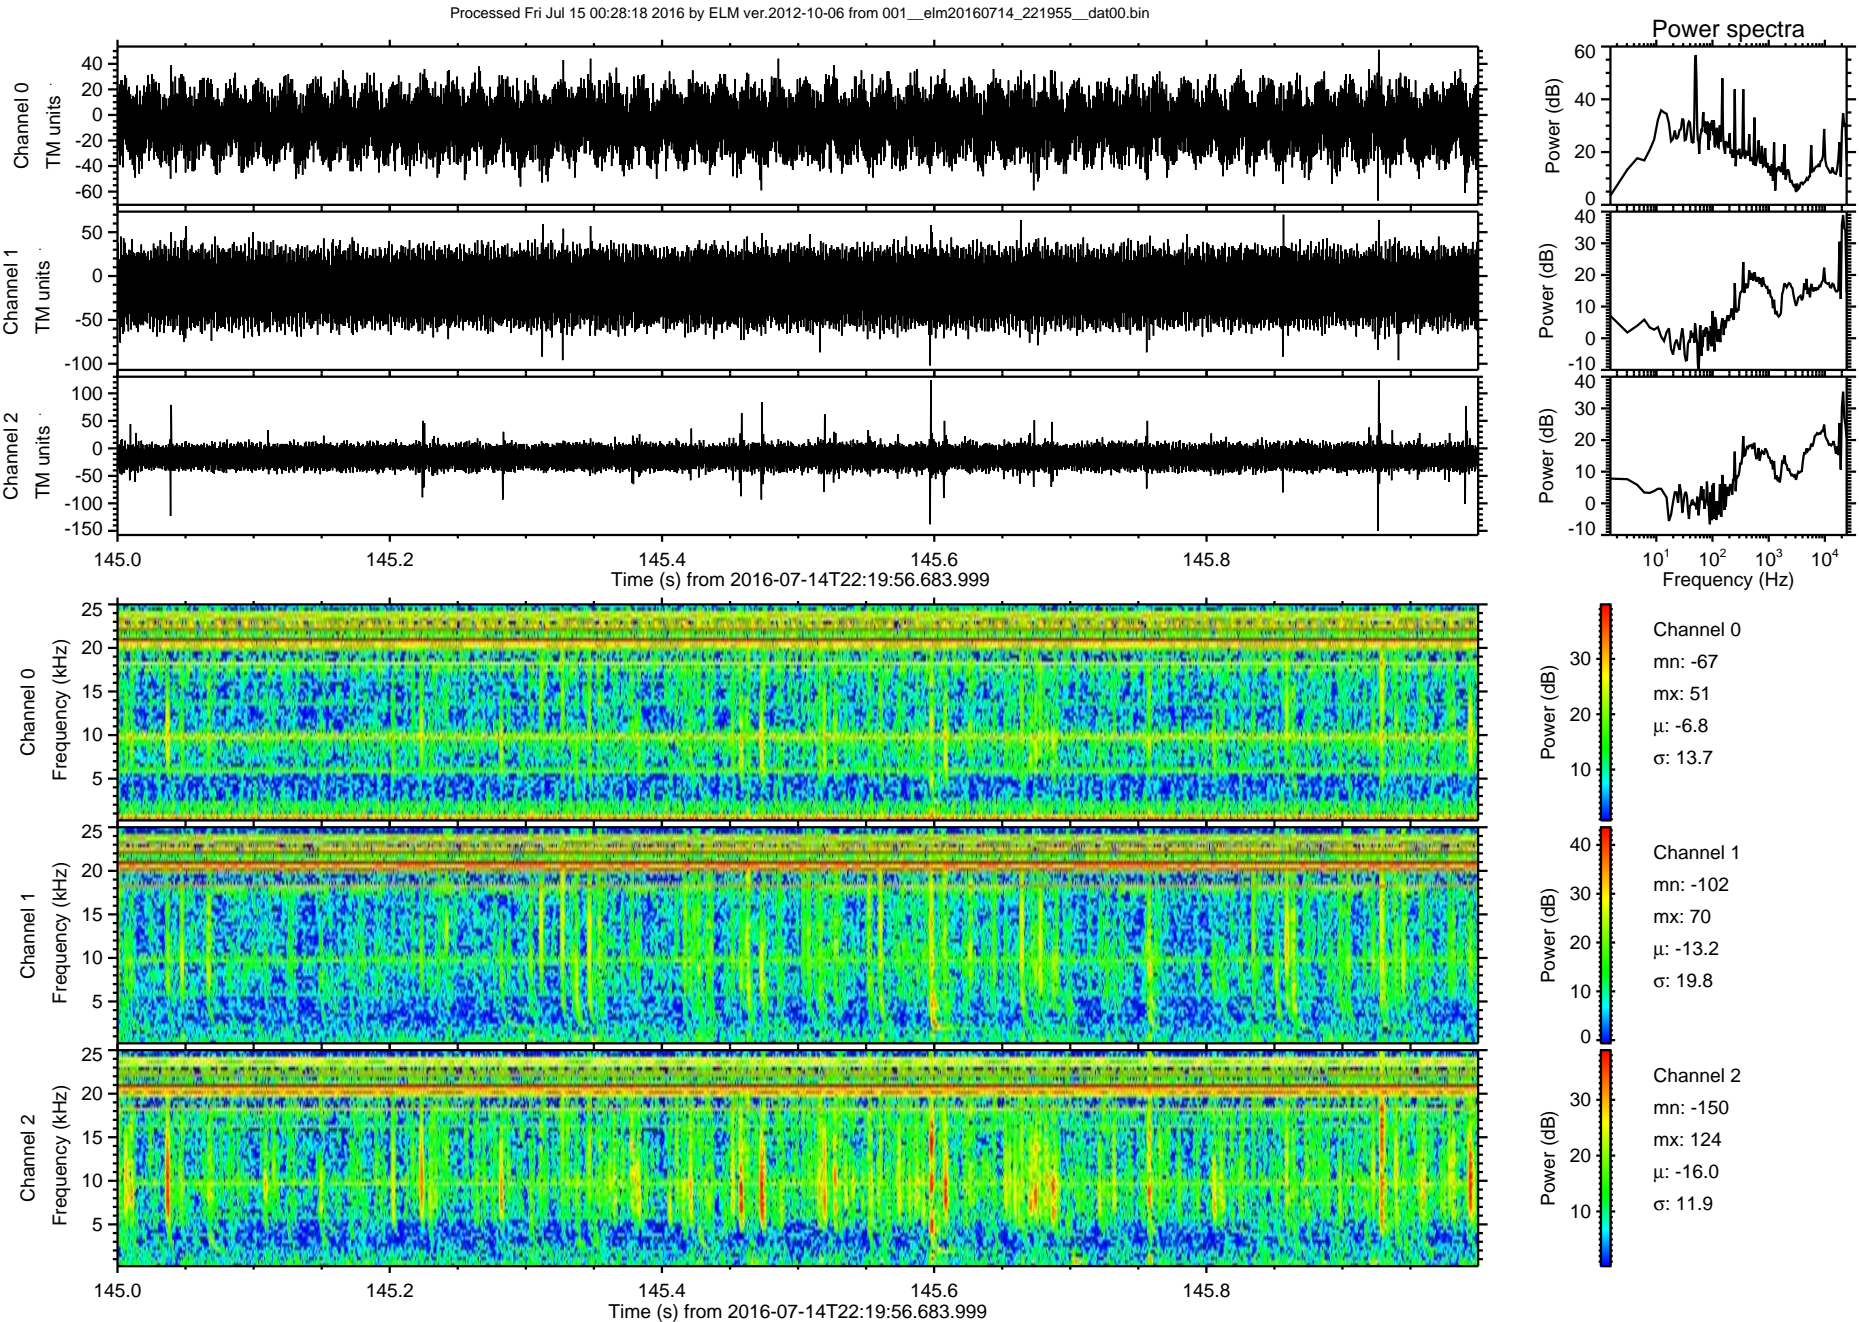 Processed Fri Jul 15 00:28:18 2016 by ELM ver.2012-10-06 from 001__elm20160714_221955__dat00.bin
Power spectra
Channel 0
TM units
40
20
0
-20
-40
-60
Power (dB)
60
40
20
0
Channel 1
TM units
50
0
-50
-100
Power (dB)
40
30
20
10
0
-10
Channel 2
TM units
100
50
0
-50
-100
-150
Power (dB)
40
30
20
10
0
-10
145.0 145.2 145.4 145.6 145.8
Time (s) from 2016-07-14T22:19:56.683.999
10^1 10^2 10^3 10^4
Frequency (Hz)
Channel 0
Frequency (kHz)
25
20
15
10
5
Power (dB)
30
20
10
Channel 0
mn: -67
mx: 51
μ: -6.8
σ: 13.7
Channel 1
Frequency (kHz)
25
20
15
10
5
Power (dB)
40
30
20
10
0
Channel 1
mn: -102
mx: 70
μ: -13.2
σ: 19.8
Channel 2
Frequency (kHz)
25
20
15
10
5
Power (dB)
30
20
10
Channel 2
mn: -150
mx: 124
μ: -16.0
σ: 11.9
145.0 145.2 145.4 145.6 145.8
Time (s) from 2016-07-14T22:19:56.683.999